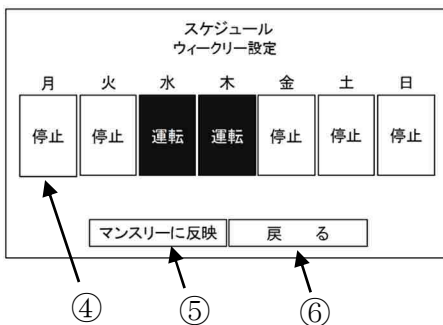 スケジュール
ウィークリー設定
月 火 水 木 金 土 日
停止 停止 運転 運転 停止 停止 停止
マンスリーに反映 戻 る
④ ⑤ ⑥